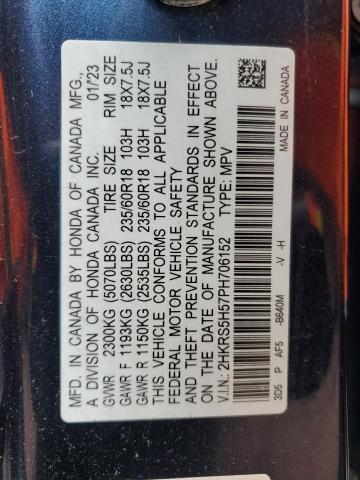 MFD. IN CANADA BY HONDA OF CANADA MFG.,
A DIVISION OF HONDA CANADA INC. 01/23
GVWR 2300KG (5070LBS) TIRE SIZE RIM SIZE
GAWR F 1193KG (2630LBS) 235/60R18 103H 18X7.5J
GAWR R 1150KG (2535LBS) 235/60R18 103H 18X7.5J
THIS VEHICLE CONFORMS TO ALL APPLICABLE
FEDERAL MOTOR VEHICLE SAFETY
AND THEFT PREVENTION STANDARDS IN EFFECT
ON THE DATE OF MANUFACTURE SHOWN ABOVE.
V.I.N.: 2HKRS5H57PH706152 TYPE: MPV
3D5 P AF5 -B640M -V -H MADE IN CANADA